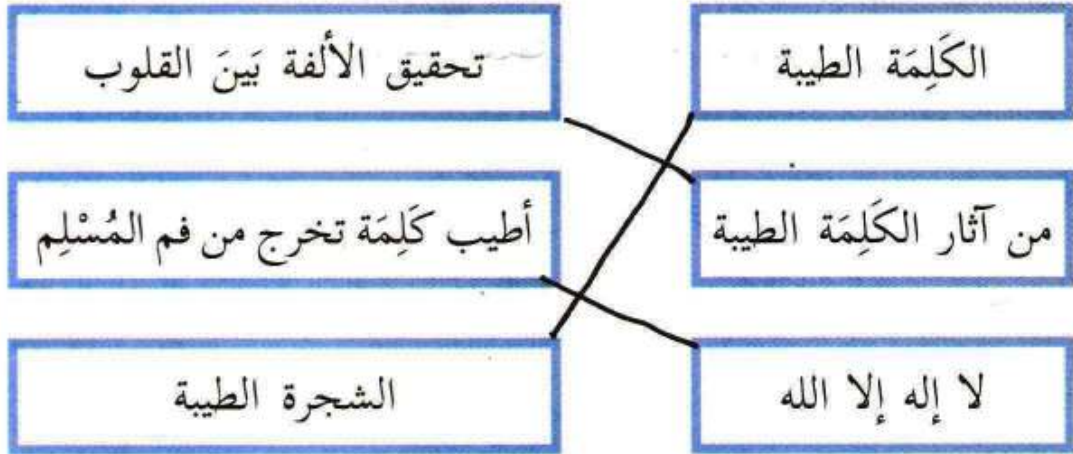 الكَلِمَة الطيبة
تحقيق الألفة بَينَ القلوب
من آثار الكَلِمَة الطيبة
أطيب كَلِمَة تخرج من فم المُسْلِم
لا إله إلا الله
الشجرة الطيبة